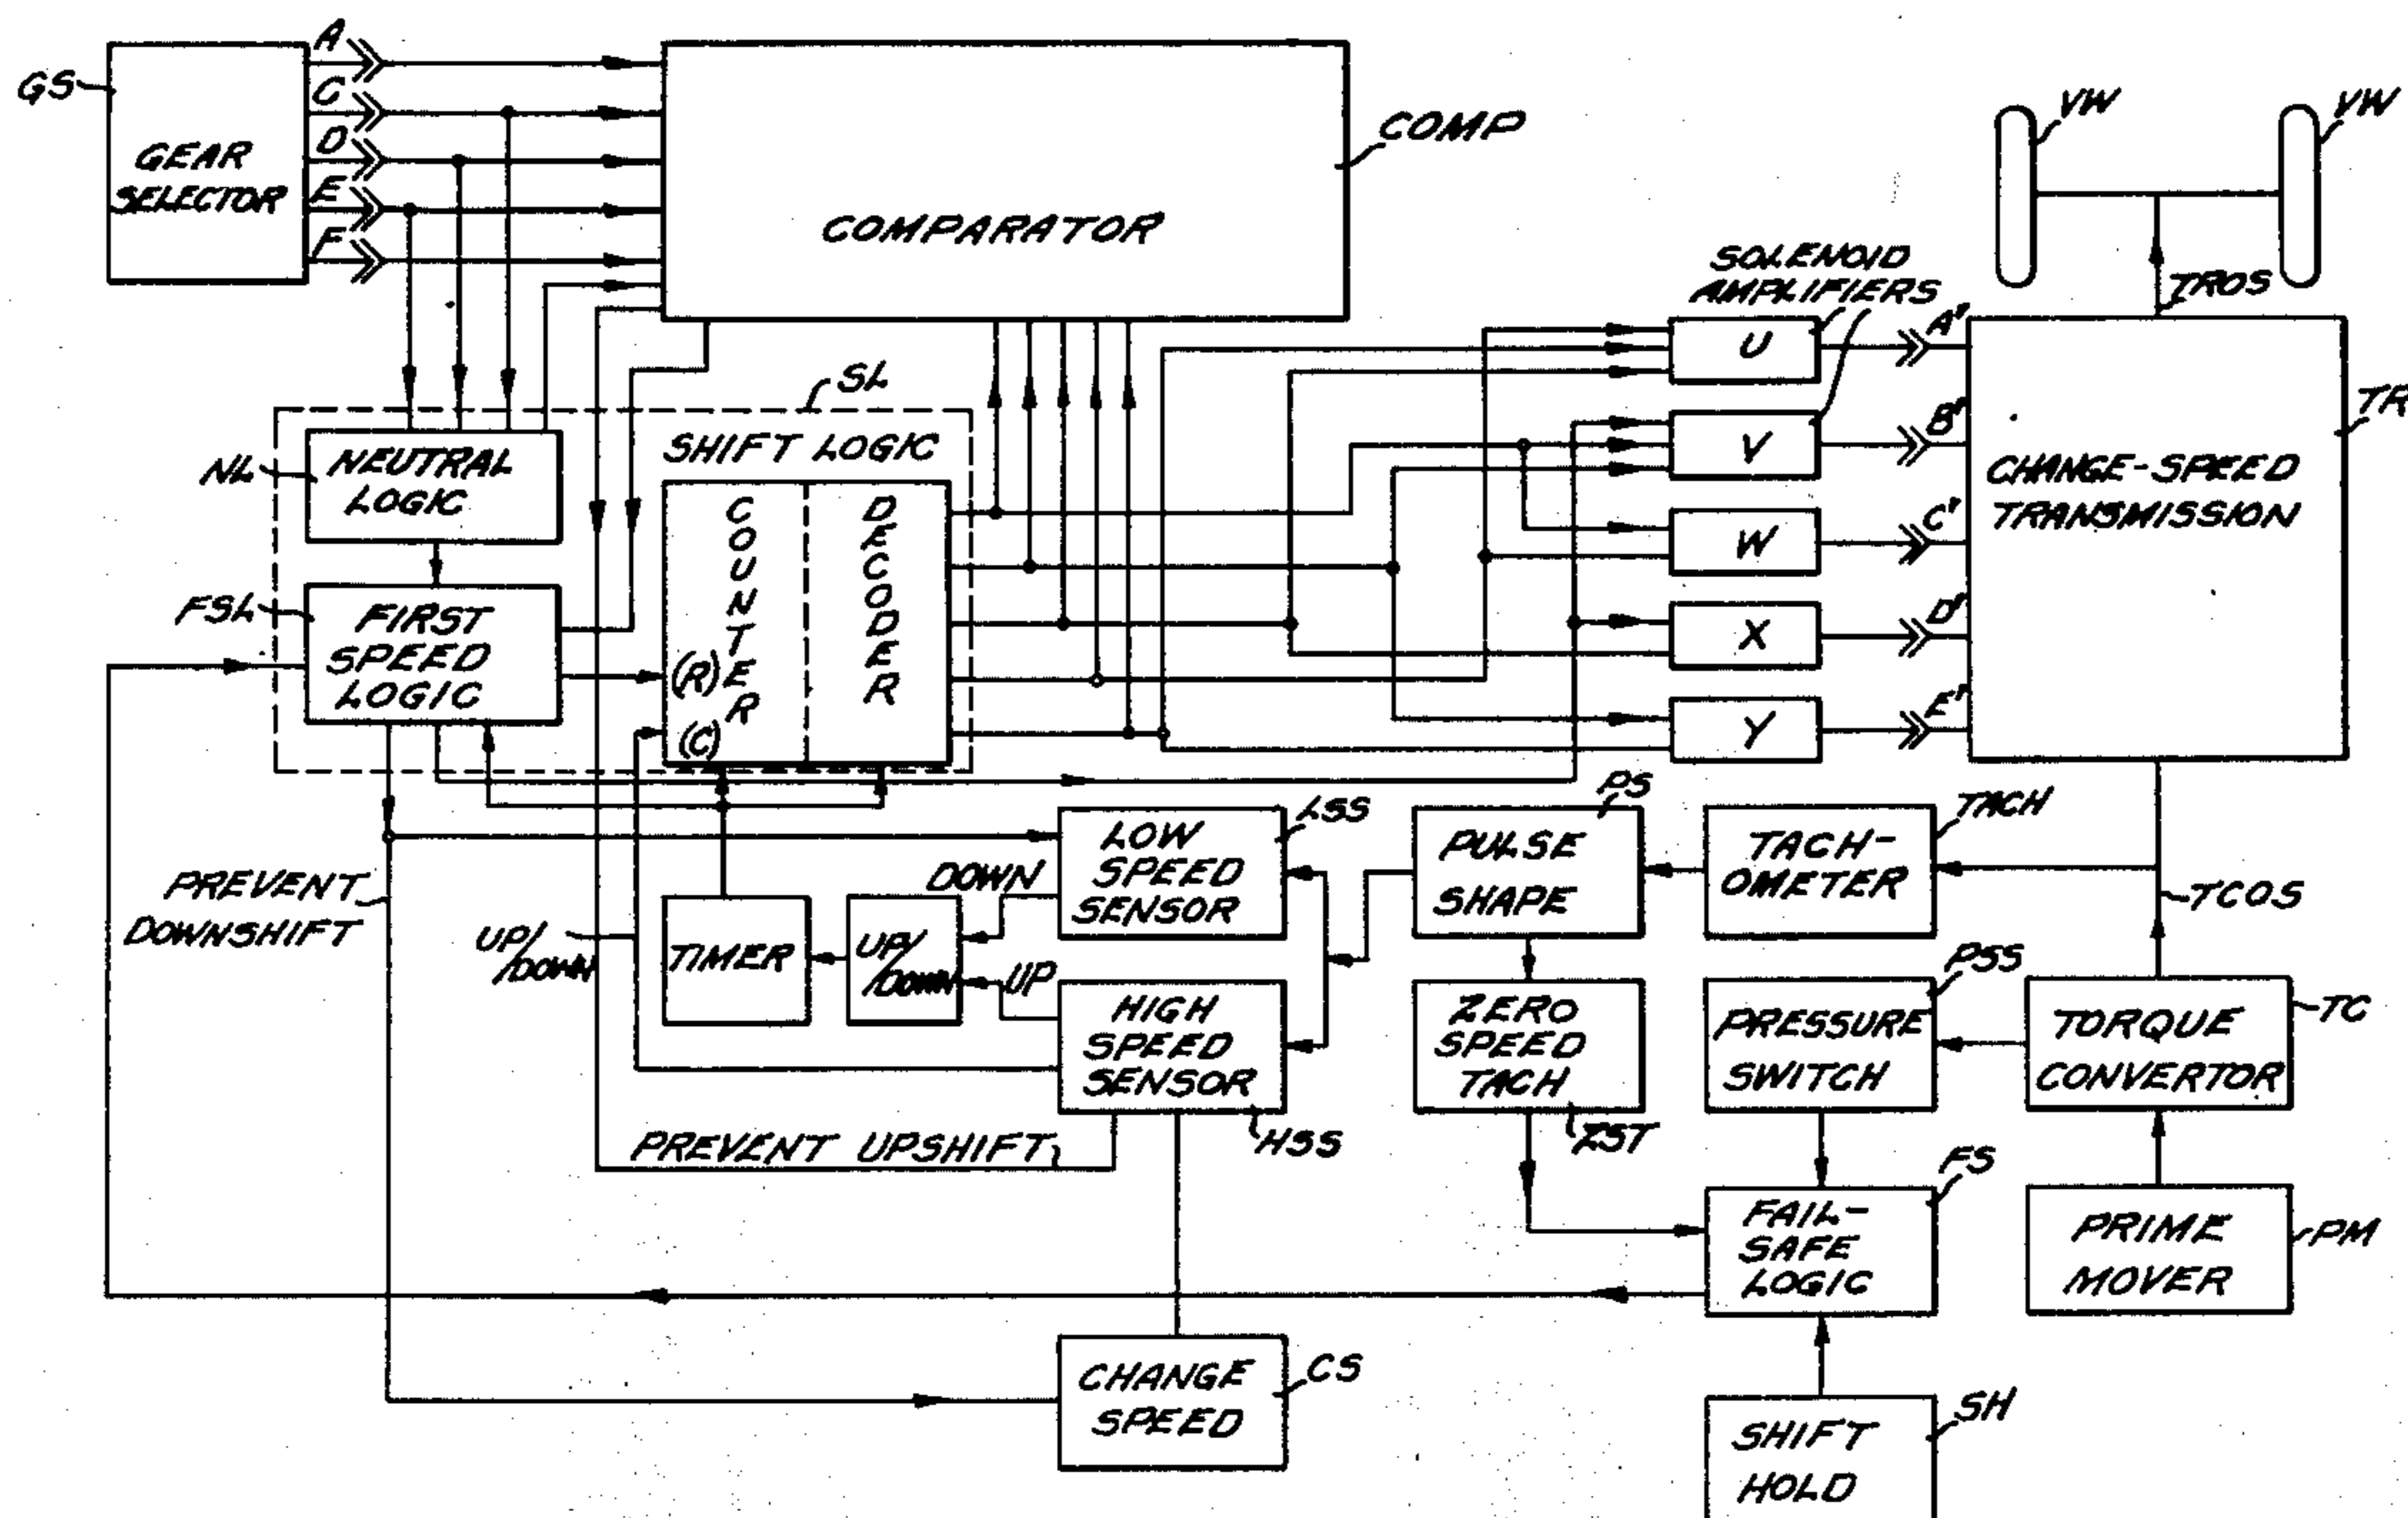 A
C
D
E
F
GS
GEAR
SELECTOR
COMPARATOR
COMP
VW
VW
SOLENOID
AMPLIFIERS
TROS
U
V
W
X
Y
A'
B'
C'
D'
E'
CHANGE-SPEED
TRANSMISSION
TR
SL
SHIFT LOGIC
NL
NEUTRAL
LOGIC
FSL
FIRST
SPEED
LOGIC
COUNTER
(R)
(C)
DECODER
PREVENT
DOWNSHIFT
UP/
/DOWN
TIMER
UP/
/DOWN
DOWN
UP
LOW
SPEED
SENSOR
LSS
HIGH
SPEED
SENSOR
HSS
PREVENT UPSHIFT
PULSE
SHAPE
PS
TACH-
OMETER
TACH
TCOS
ZERO
SPEED
TACH
ZST
PRESSURE
SWITCH
PSS
TORQUE
CONVERTOR
TC
FAIL-
SAFE
LOGIC
FS
PRIME
MOVER
PM
CHANGE
SPEED
CS
SHIFT
HOLD
SH